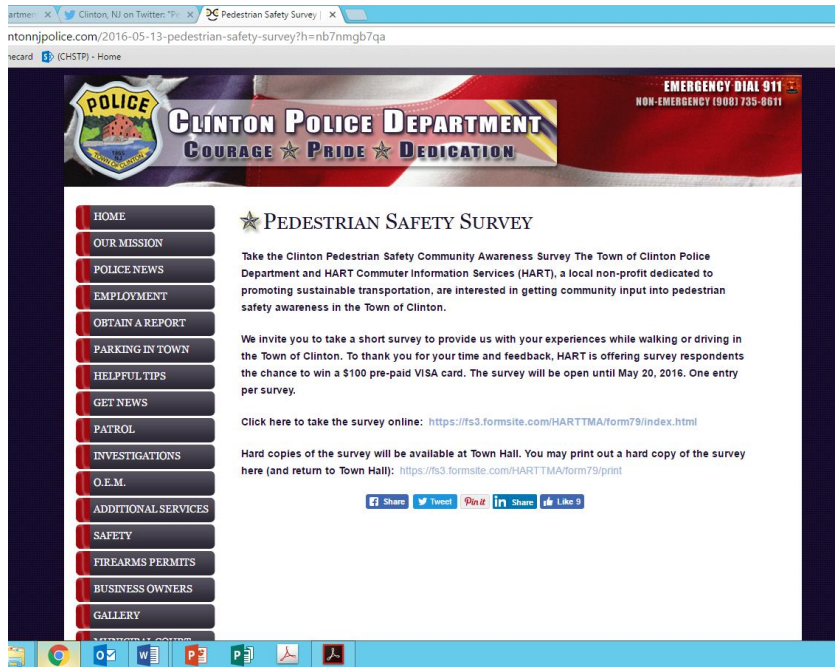 Clinton, NJ on Twitter: "Pe
Pedestrian Safety Survey |
ntonnjpolice.com/2016-05-13-pedestrian-safety-survey?h=nb7nmgb7qa
(CHSTP) - Home
POLICE
TOWN OF CLINTON
CLINTON POLICE DEPARTMENT
COURAGE ★ PRIDE ★ DEDICATION
EMERGENCY DIAL 911
NON-EMERGENCY (908) 735-8611
HOME
OUR MISSION
POLICE NEWS
EMPLOYMENT
OBTAIN A REPORT
PARKING IN TOWN
HELPFUL TIPS
GET NEWS
PATROL
INVESTIGATIONS
O.E.M.
ADDITIONAL SERVICES
SAFETY
FIREARMS PERMITS
BUSINESS OWNERS
GALLERY
MUNICIPAL COURT
PEDESTRIAN SAFETY SURVEY
Take the Clinton Pedestrian Safety Community Awareness Survey The Town of Clinton Police
Department and HART Commuter Information Services (HART), a local non-profit dedicated to
promoting sustainable transportation, are interested in getting community input into pedestrian
safety awareness in the Town of Clinton.
We invite you to take a short survey to provide us with your experiences while walking or driving in
the Town of Clinton. To thank you for your time and feedback, HART is offering survey respondents
the chance to win a $100 pre-paid VISA card. The survey will be open until May 20, 2016. One entry
per survey.
Click here to take the survey online: https://fs3.formsite.com/HARTTMA/form79/index.html
Hard copies of the survey will be available at Town Hall. You may print out a hard copy of the survey
here (and return to Town Hall): https://fs3.formsite.com/HARTTMA/form79/print
Share Tweet Pin it in Share Like 9